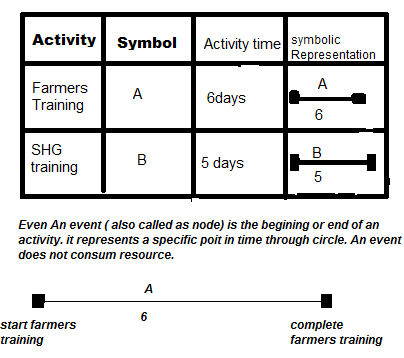 Activity Symbol Activity time symbolic
Representation
Farmers
Training A 6days A
6
SHG
training B 5 days B
5
Even An event ( also called as node) is the begining or end of an
activity. it represents a specific poit in time through circle. An event
does not consum resource.
A
6
start farmers
training
complete
farmers training